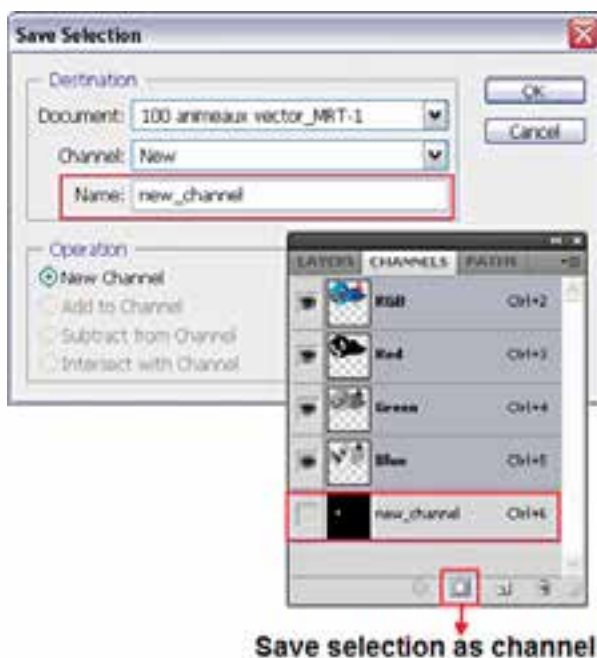 Save Selection
Destination
Document: 100 animeaux vector_MRT-1
Channel: New
Name: new_channel
OK
Cancel
Operation
New Channel
Add to Channel
Subtract from Channel
Intersect with Channel
LAYERS CHANNELS PATHS
RGB Ctrl+2
Red Ctrl+3
Green Ctrl+4
Blue Ctrl+5
new_channel Ctrl+6
Save selection as channel